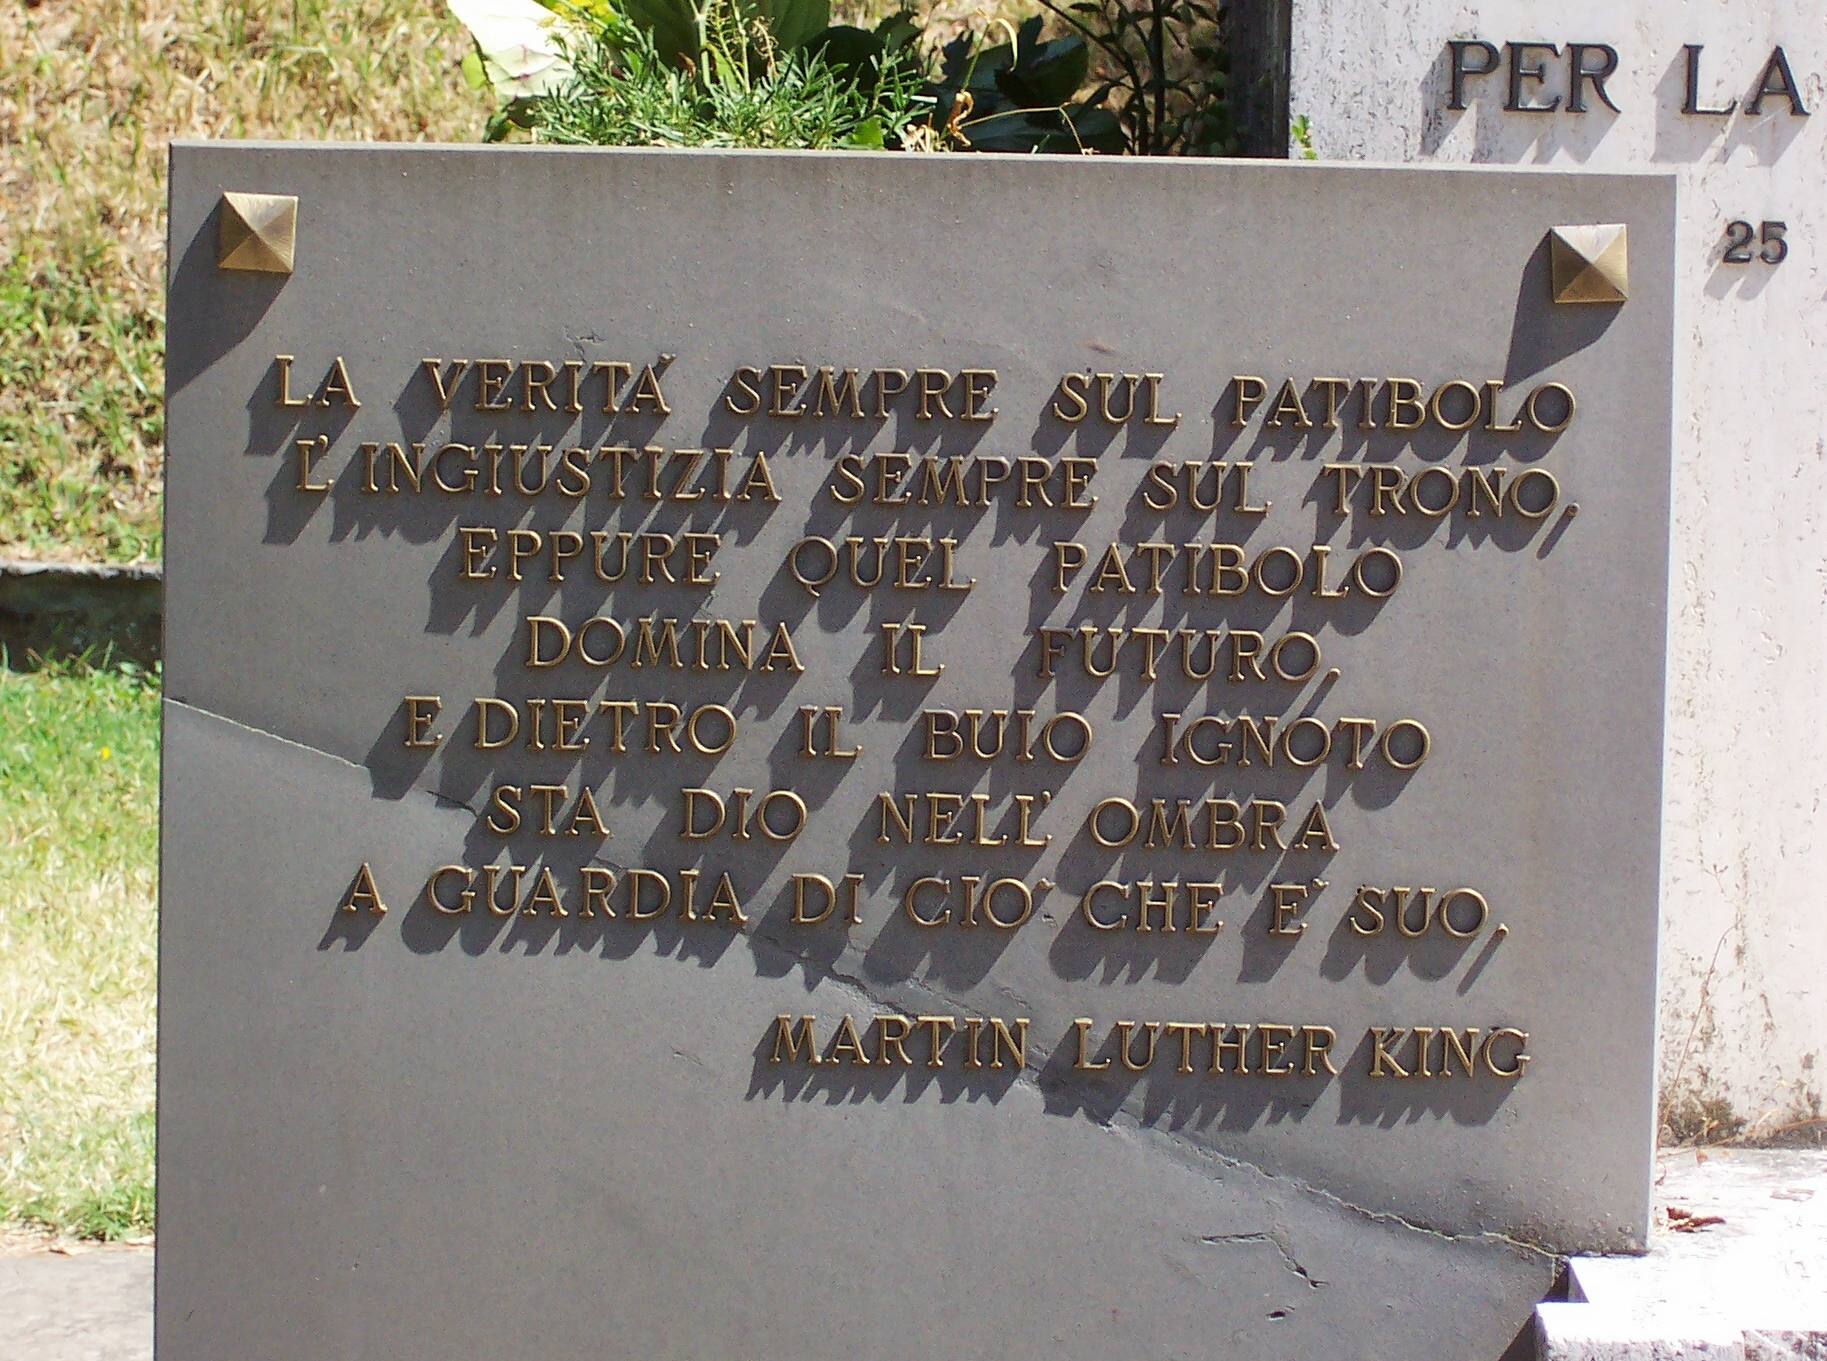 PER LA
25
LA VERITÁ SEMPRE SUL PATIBOLO
L'INGIUSTIZIA SEMPRE SUL TRONO,
EPPURE QUEL PATIBOLO
DOMINA IL FUTURO,
E DIETRO IL BUIO IGNOTO
STA DIO NELL'OMBRA
A GUARDIA DI CIO' CHE E' SUO,
MARTIN LUTHER KING